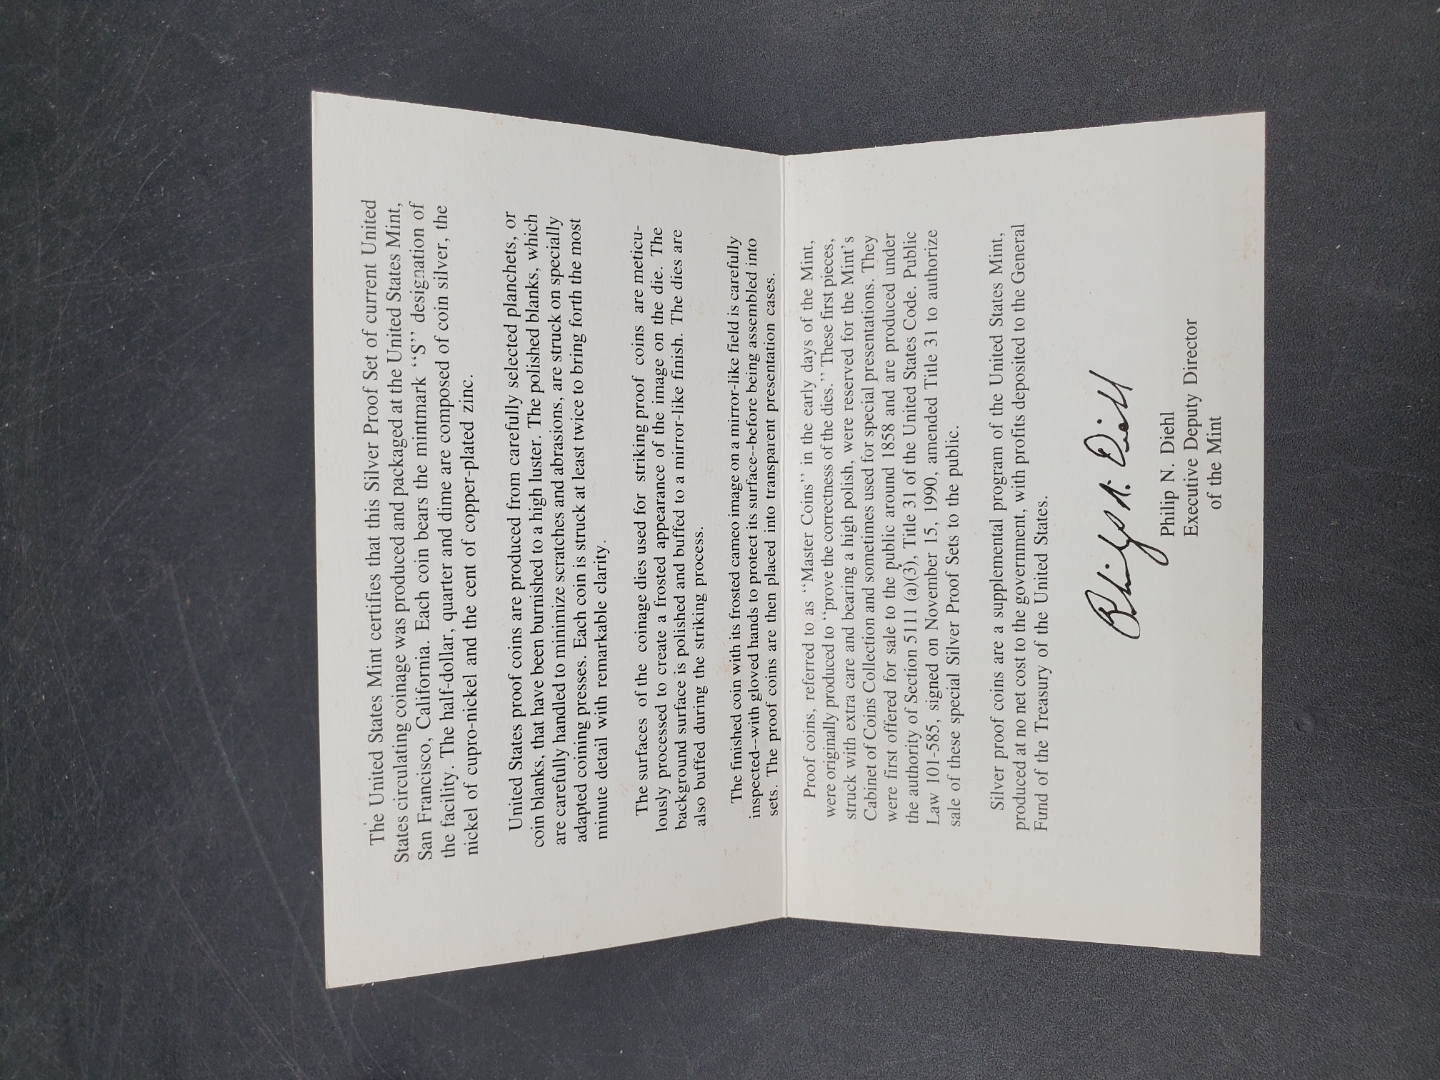 The United States Mint certifies that this Silver Proof Set of current United
States circulating coinage was produced and packaged at the United States Mint,
San Francisco, California. Each coin bears the mintmark ‘‘S’’ designation of
the facility. The half-dollar, quarter and dime are composed of coin silver, the
nickel of cupro-nickel and the cent of copper-plated zinc.
United States proof coins are produced from carefully selected planchets, or
coin blanks, that have been burnished to a high luster. The polished blanks, which
are carefully handled to minimize scratches and abrasions, are struck on specially
adapted coining presses. Each coin is struck at least twice to bring forth the most
minute detail with remarkable clarity.
The surfaces of the coinage dies used for striking proof coins are meticu-
lously processed to create a frosted appearance of the image on the die. The
background surface is polished and buffed to a mirror-like finish. The dies are
also buffed during the striking process.
The finished coin with its frosted cameo image on a mirror-like field is carefully
inspected--with gloved hands to protect its surface--before being assembled into
sets. The proof coins are then placed into transparent presentation cases.
Proof coins, referred to as ‘‘Master Coins’’ in the early days of the Mint,
were originally produced to ‘‘prove the correctness of the dies.’’ These first pieces,
struck with extra care and bearing a high polish, were reserved for the Mint's
Cabinet of Coins Collection and sometimes used for special presentations. They
were first offered for sale to the public around 1858 and are produced under
the authority of Section 5111 (a)(3), Title 31 of the United States Code. Public
Law 101-585, signed on November 15, 1990, amended Title 31 to authorize
sale of these special Silver Proof Sets to the public.
Silver proof coins are a supplemental program of the United States Mint,
produced at no net cost to the government, with profits deposited to the General
Fund of the Treasury of the United States.
Philip N. Diehl
Philip N. Diehl
Executive Deputy Director
of the Mint